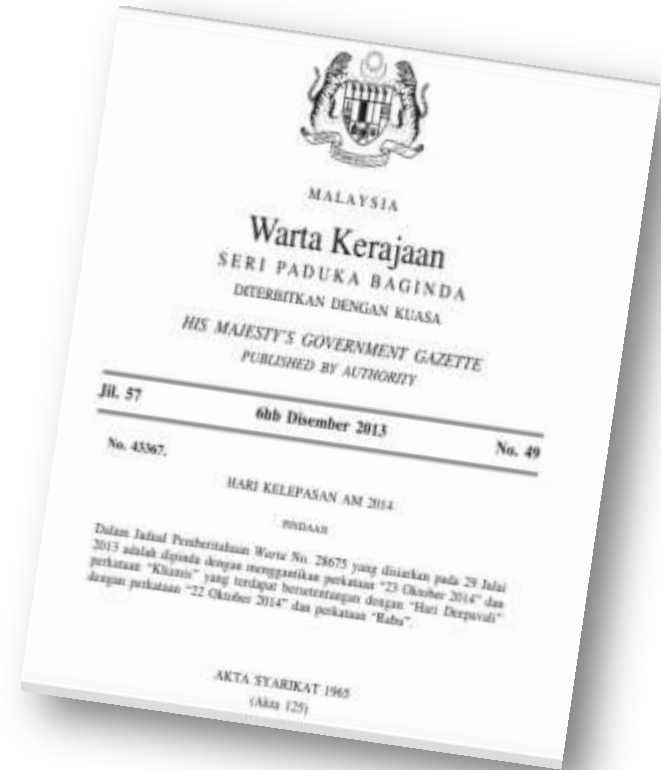 MALAYSIA
Warta Kerajaan
SERI PADUKA BAGINDA
DITERBITKAN DENGAN KUASA
HIS MAJESTY'S GOVERNMENT GAZETTE
PUBLISHED BY AUTHORITY
Jil. 57 6hb Disember 2013 No. 49
No. 43367.
HARI KELEPASAN AM 2014
PINDAAN
Dalam Jadual Pemberitahuan Warta No. 28675 yang disiarkan pada 29 Julai
2013 adalah dipinda dengan menggantikan perkataan "23 Oktober 2014" dan
perkataan "Khamis" yang terdapat bersetentangan dengan "Hari Deepavali"
dengan perkataan "22 Oktober 2014" dan perkataan "Rabu".
AKTA SYARIKAT 1965
(Akta 125)